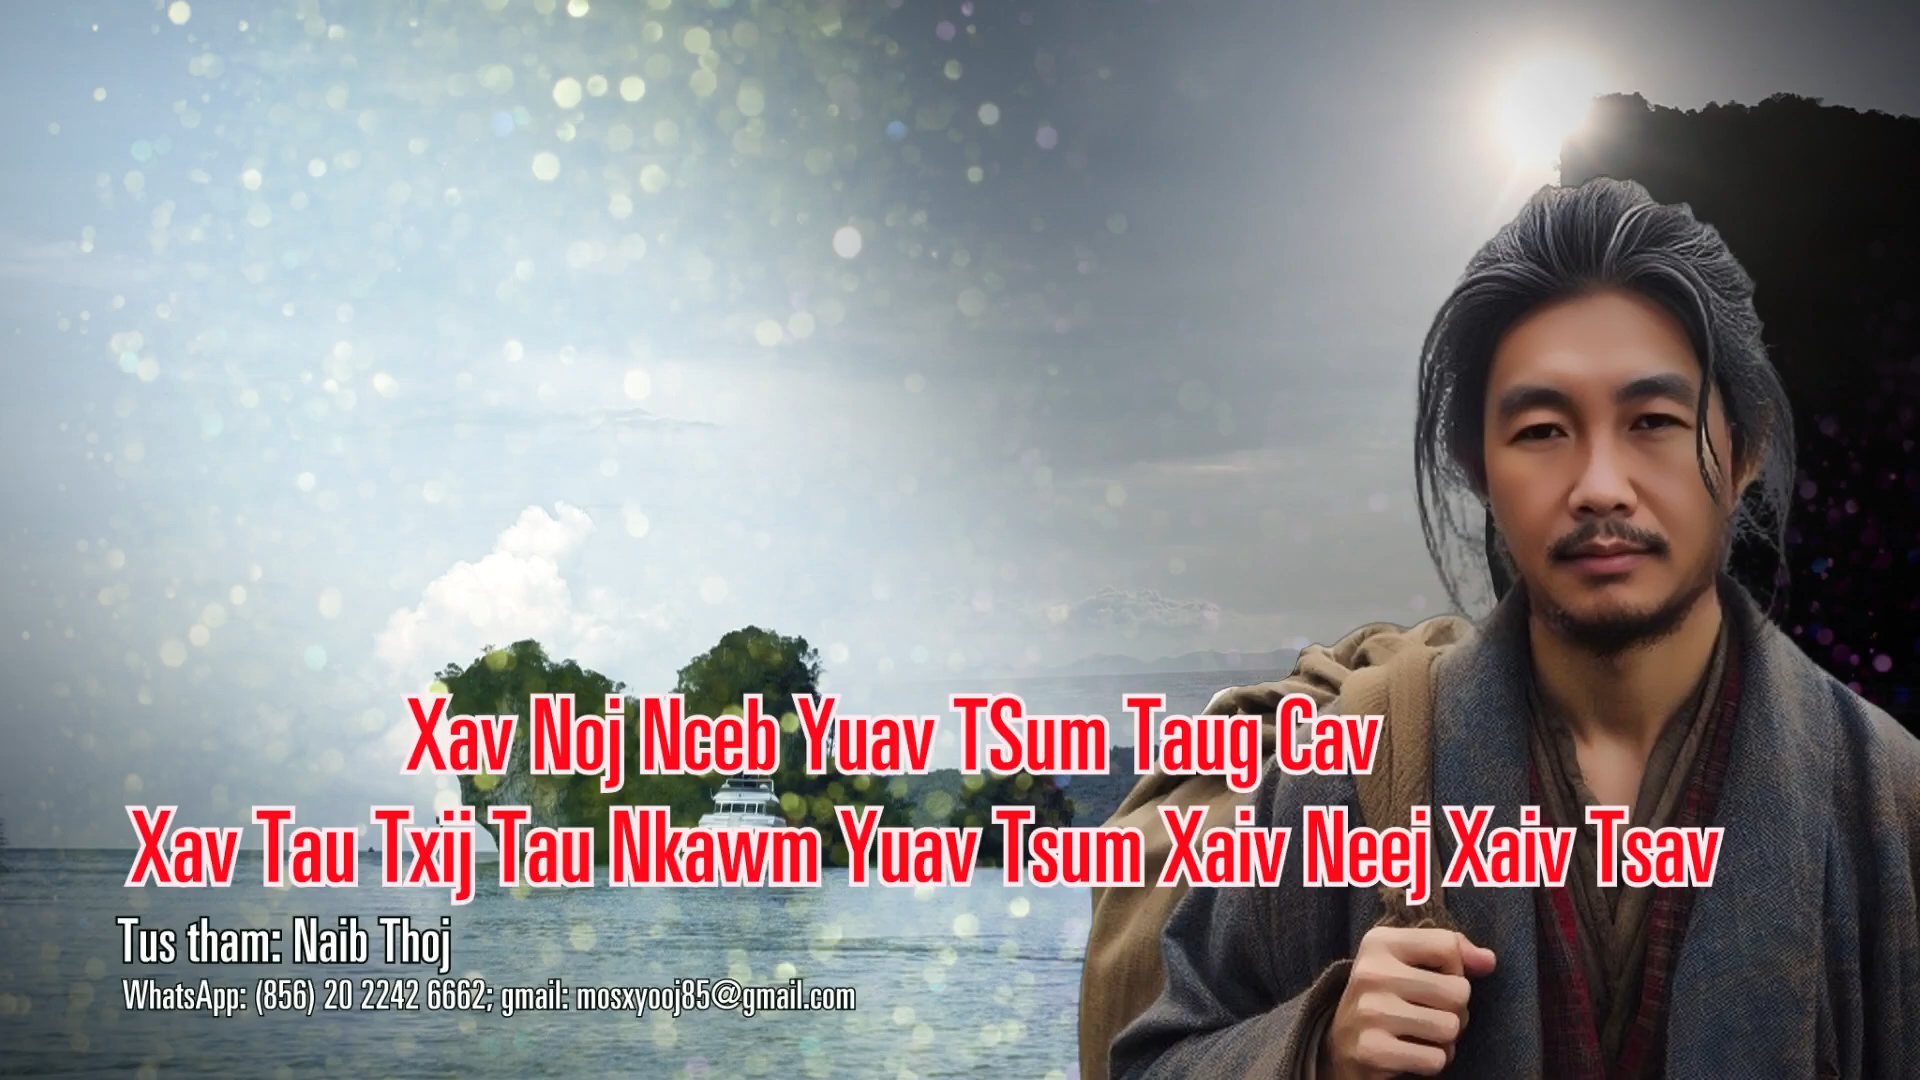 Xav Noj Nceb Yuav TSum Taug Cav
Xav Tau Txij Tau Nkawm Yuav Tsum Xaiv Neej Xaiv Tsav
Tus tham: Naib Thoj
WhatsApp: (856) 20 2242 6662; gmail: mosxyooj85@gmail.com